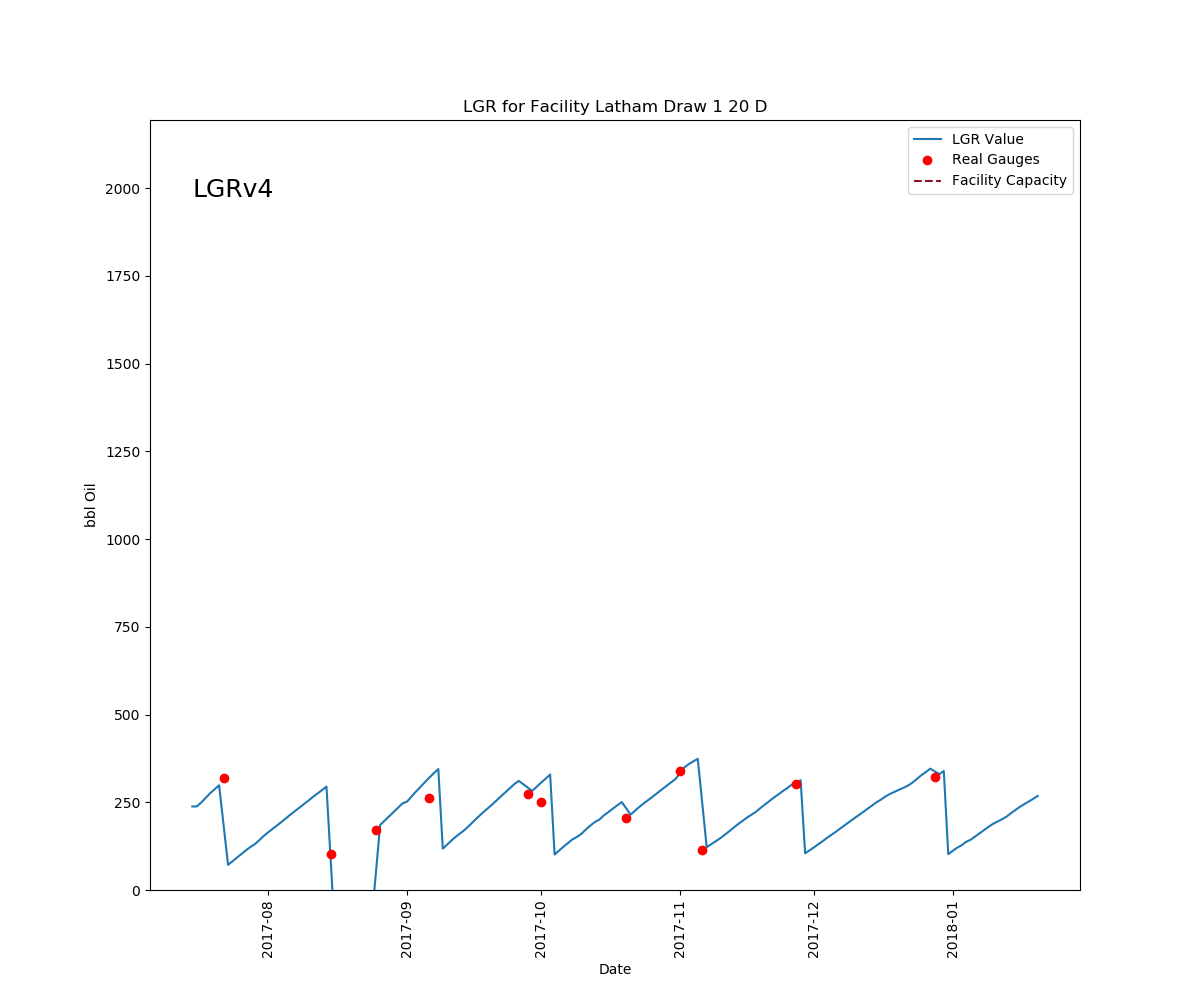 LGR for Facility Latham Draw 1 20 D
LGR Value
Real Gauges
Facility Capacity
LGRv4
2000
1750
1500
1250
1000
750
500
250
0
bbl Oil
2017-08
2017-09
2017-10
2017-11
2017-12
2018-01
Date